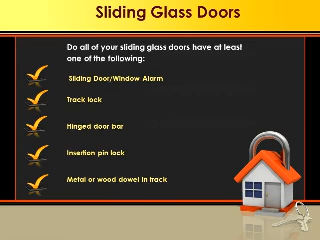 Sliding Glass Doors
Do all of your sliding glass doors have at least
one of the following:
Sliding Door/Window Alarm
Track lock
Hinged door bar
Insertion pin lock
Metal or wood dowel in track